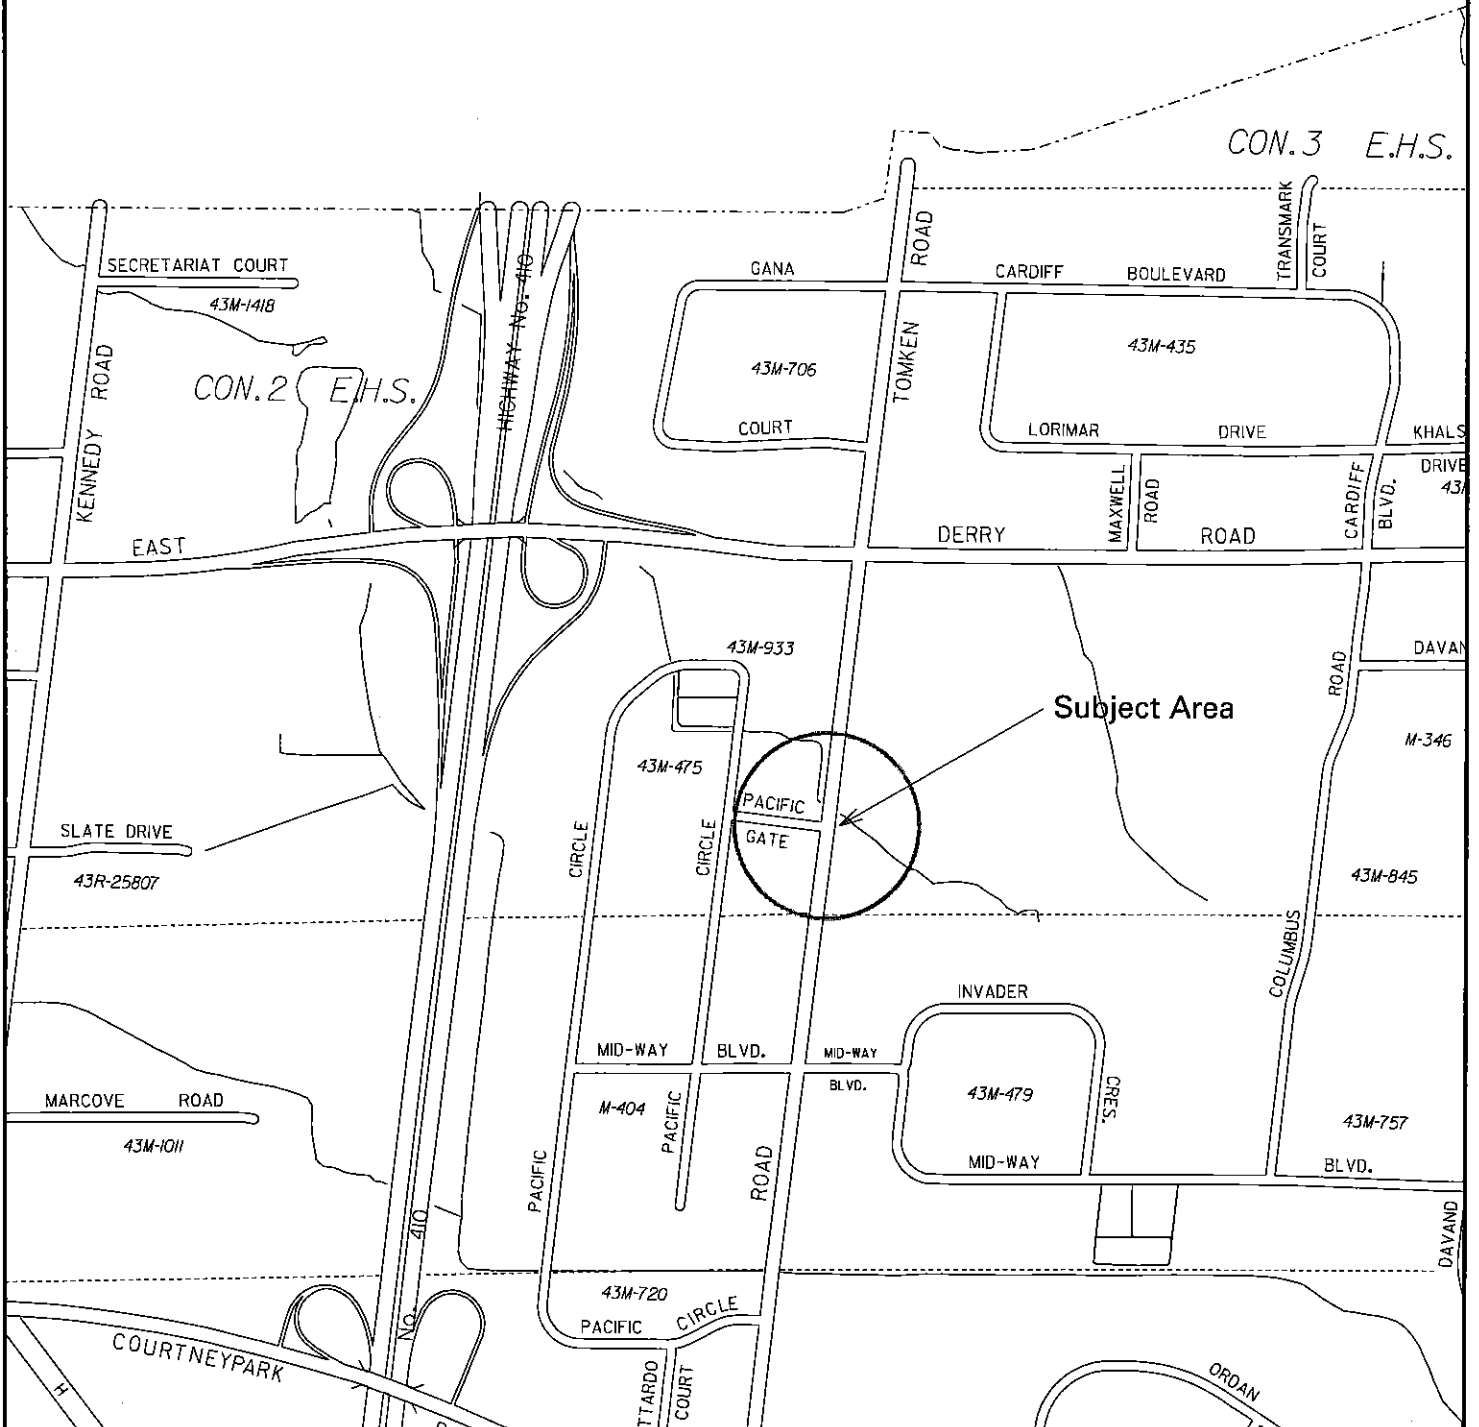 CON. 3 E.H.S.
TRANSMARK
COURT
ROAD
SECRETARIAT COURT
GANA
CARDIFF BOULEVARD
43M-1418
HIGHWAY No. 410
TOMKEN
43M-435
KENNEDY ROAD
43M-706
CON. 2 E.H.S.
COURT
LORIMAR DRIVE
KHALS
DRIVE
MAXWELL
ROAD
CARDIFF
BLVD.
EAST
DERRY ROAD
43M-933
DAVAN
ROAD
Subject Area
M-346
43M-475
PACIFIC
GATE
SLATE DRIVE
CIRCLE
CIRCLE
43R-25807
43M-845
COLUMBUS
INVADER
MID-WAY BLVD.
MID-WAY
BLVD.
MARCOVE ROAD
M-404
PACIFIC
43M-479
CRES.
43M-757
43M-1011
PACIFIC
ROAD
MID-WAY
BLVD.
No. 410
DAVAND
43M-720
PACIFIC CIRCLE
COURTNEYPARK
TTARDO
COURT
ORDAN
H